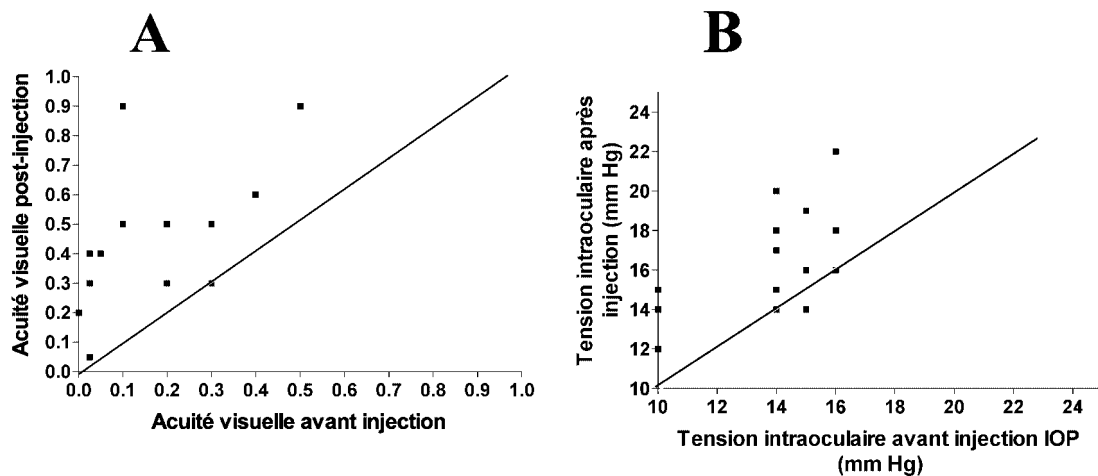 A
1.0
0.9
0.8
0.7
0.6
0.5
0.4
0.3
0.2
0.1
0.0
0.0 0.1 0.2 0.3 0.4 0.5 0.6 0.7 0.8 0.9 1.0
Acuité visuelle post-injection
Acuité visuelle avant injection
B
24
22
20
18
16
14
12
10
10 12 14 16 18 20 22 24
Tension intraoculaire après
injection (mm Hg)
Tension intraoculaire avant injection IOP
(mm Hg)